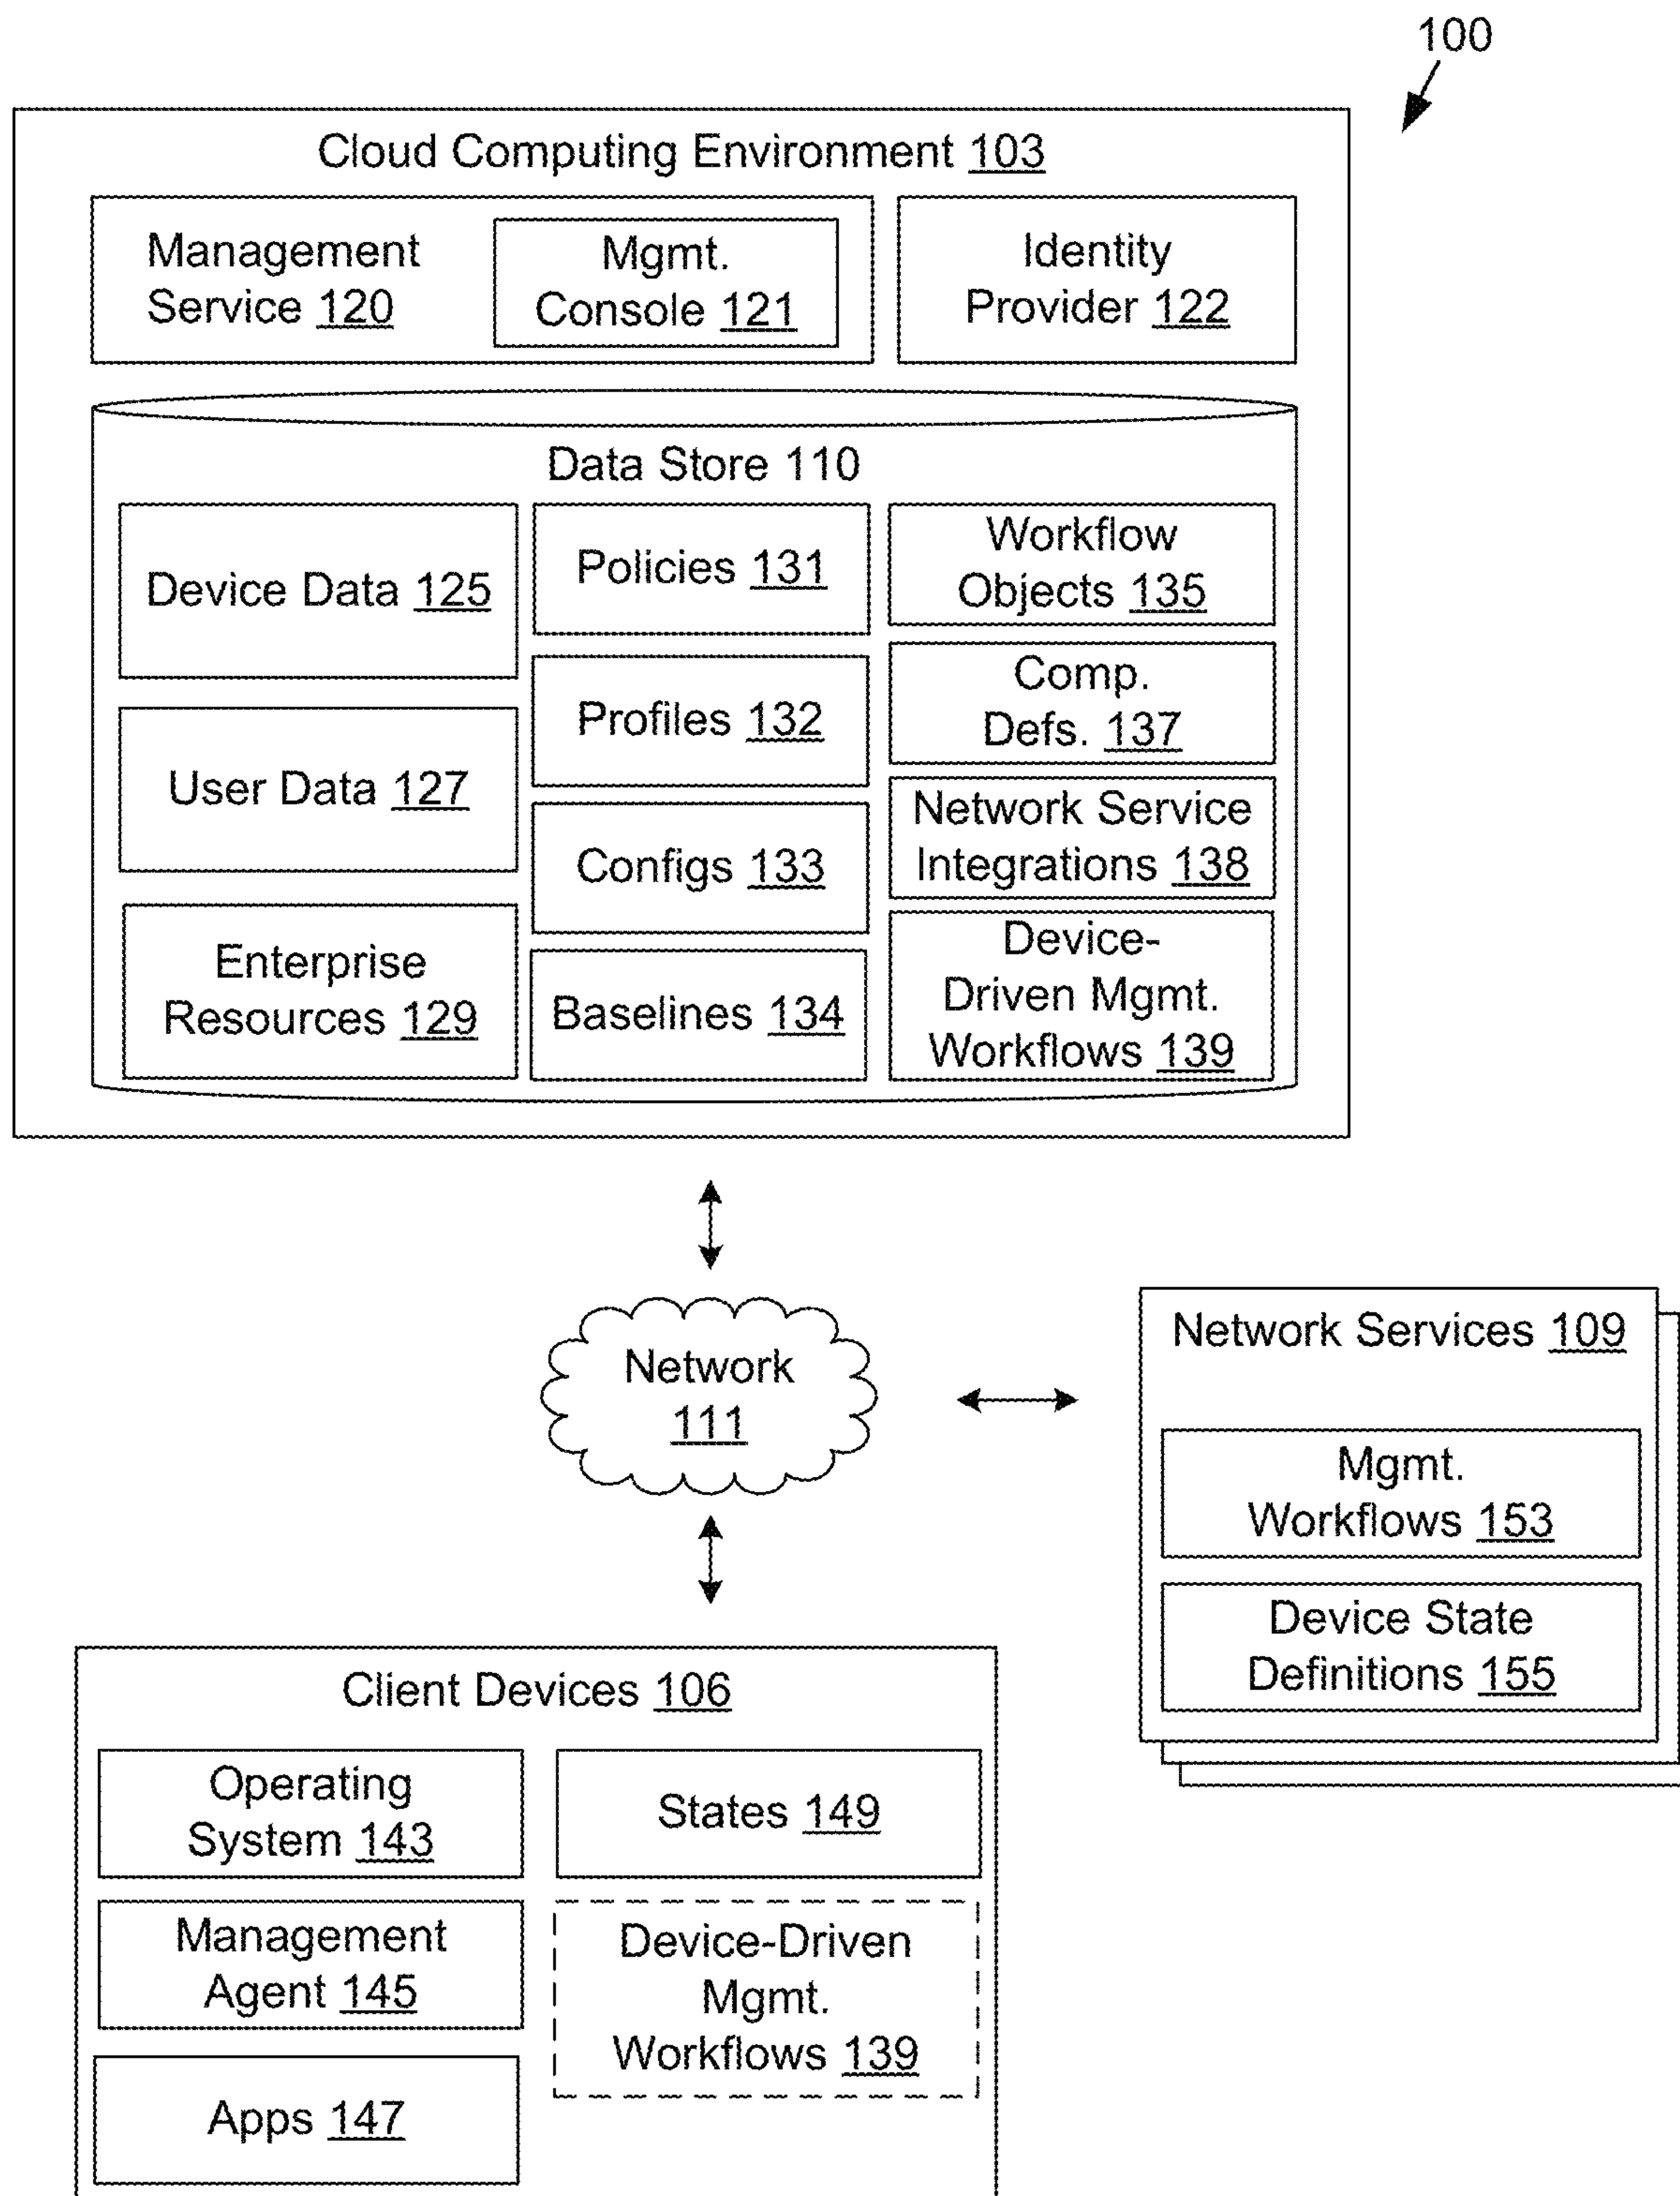 100
Cloud Computing Environment 103
Management
Service 120
Mgmt.
Console 121
Identity
Provider 122
Data Store 110
Device Data 125
User Data 127
Enterprise
Resources 129
Policies 131
Profiles 132
Configs 133
Baselines 134
Workflow
Objects 135
Comp.
Defs. 137
Network Service
Integrations 138
Device-
Driven Mgmt.
Workflows 139
Network
111
Network Services 109
Mgmt.
Workflows 153
Device State
Definitions 155
Client Devices 106
Operating
System 143
Management
Agent 145
Apps 147
States 149
Device-Driven
Mgmt.
Workflows 139